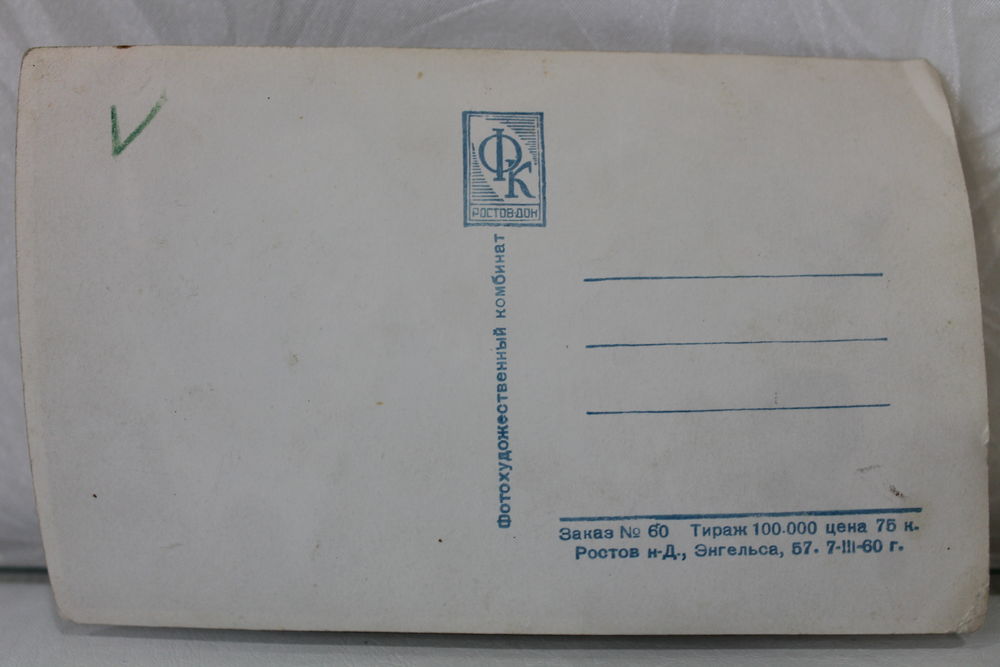 ФК
РОСТОВ-ДОН
Фотохудожественный комбинат
Заказ № 60 Тираж 100.000 цена 75 к.
Ростов н-Д., Энгельса, 57. 7-III-60 г.